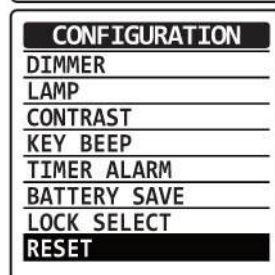 CONFIGURATION
DIMMER
LAMP
CONTRAST
KEY BEEP
TIMER ALARM
BATTERY SAVE
LOCK SELECT
RESET